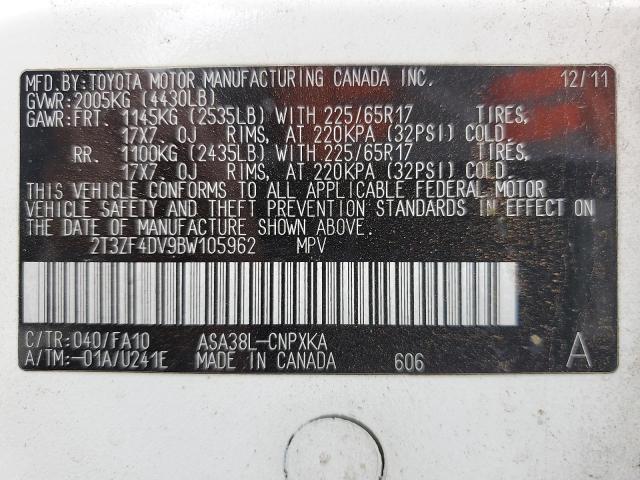 MFD.BY:TOYOTA MOTOR MANUFACTURING CANADA INC. 12/11
GVWR:2005KG (4430LB)
GAWR:FRT. 1145KG (2535LB) WITH 225/65R17 TIRES,
17X7.0J RIMS, AT 220KPA (32PSI) COLD.
RR. 1100KG (2435LB) WITH 225/65R17 TIRES,
17X7.0J RIMS, AT 220KPA (32PSI) COLD.
THIS VEHICLE CONFORMS TO ALL APPLICABLE FEDERAL MOTOR
VEHICLE SAFETY AND THEFT PREVENTION STANDARDS IN EFFECT ON
THE DATE OF MANUFACTURE SHOWN ABOVE.
2T3ZF4DV9BW105962 MPV
C/TR:040/FA10 ASA38L-CNPXKA
A/TM:-01A/U241E MADE IN CANADA 606 A